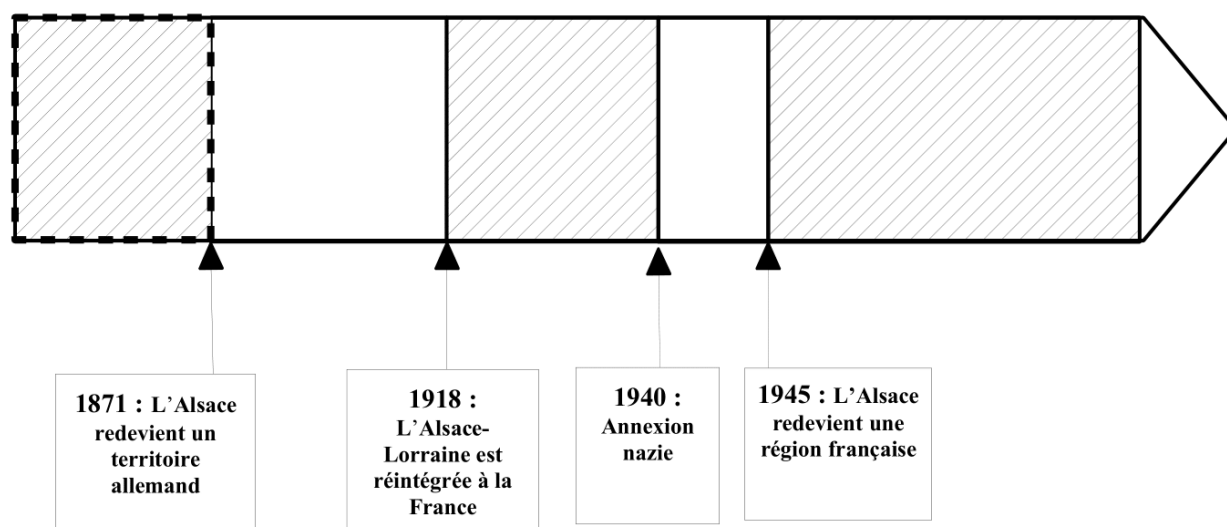 1871 : L'Alsace
redevient un
territoire
allemand
1918 :
L'Alsace-
Lorraine est
réintégrée à la
France
1940 :
Annexion
nazie
1945 : L'Alsace
redevient une
région française